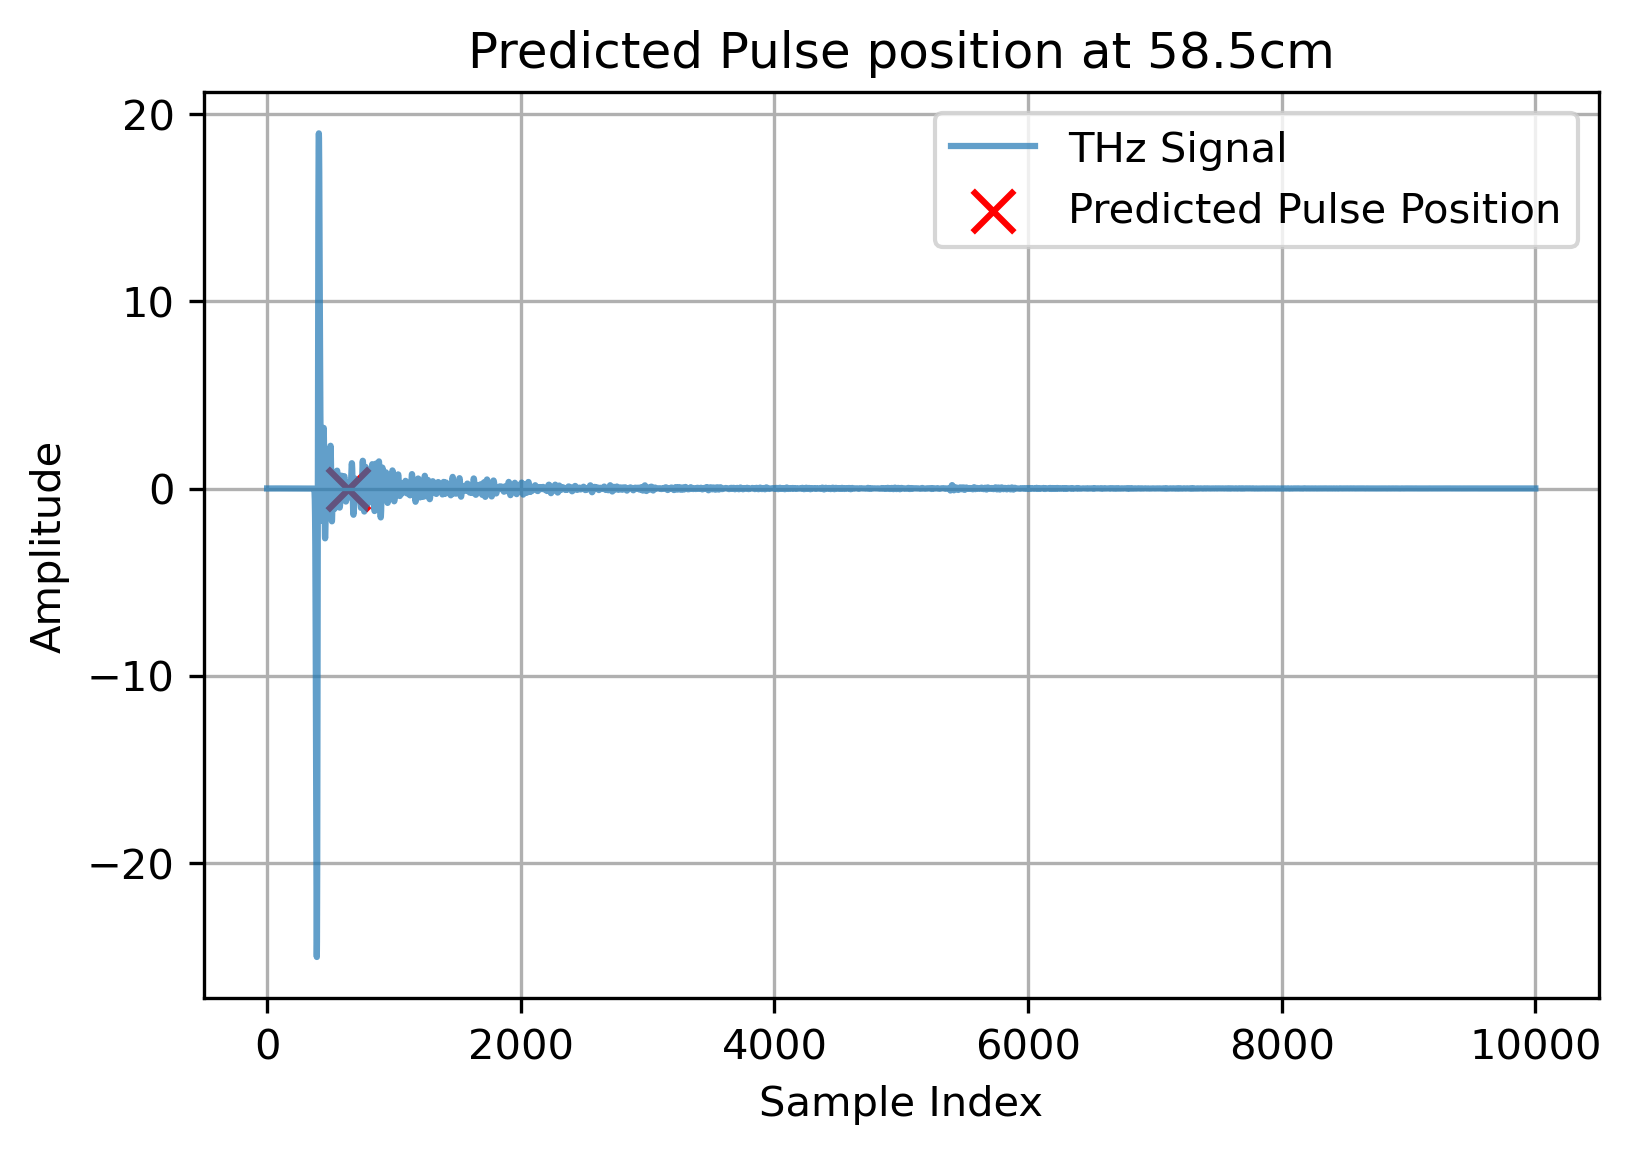 Predicted Pulse position at 58.5cm
THz Signal
Predicted Pulse Position
20
10
0
−10
−20
Amplitude
0 2000 4000 6000 8000 10000
Sample Index